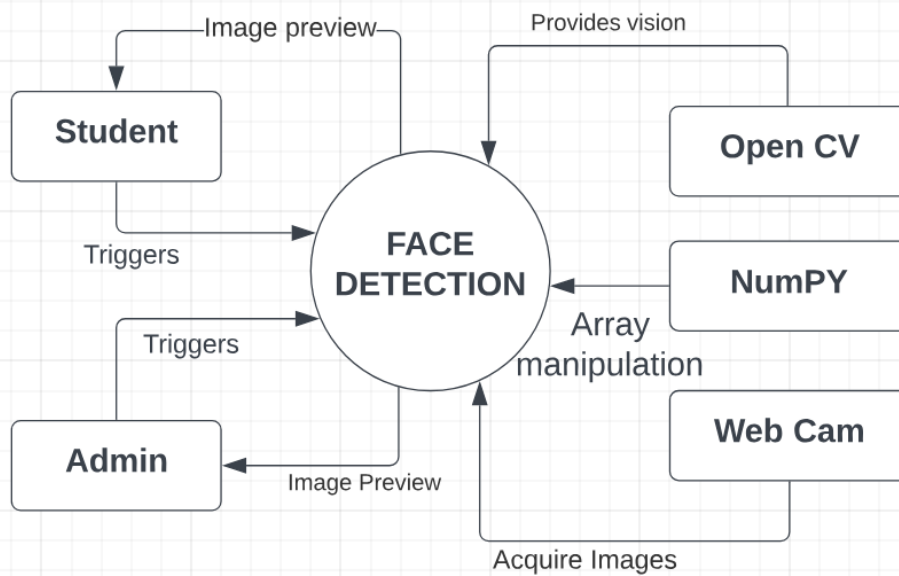 Image preview
Provides vision
Student
Open CV
Triggers
FACE
DETECTION
NumPY
Array
manipulation
Triggers
Web Cam
Admin
Image Preview
Acquire Images